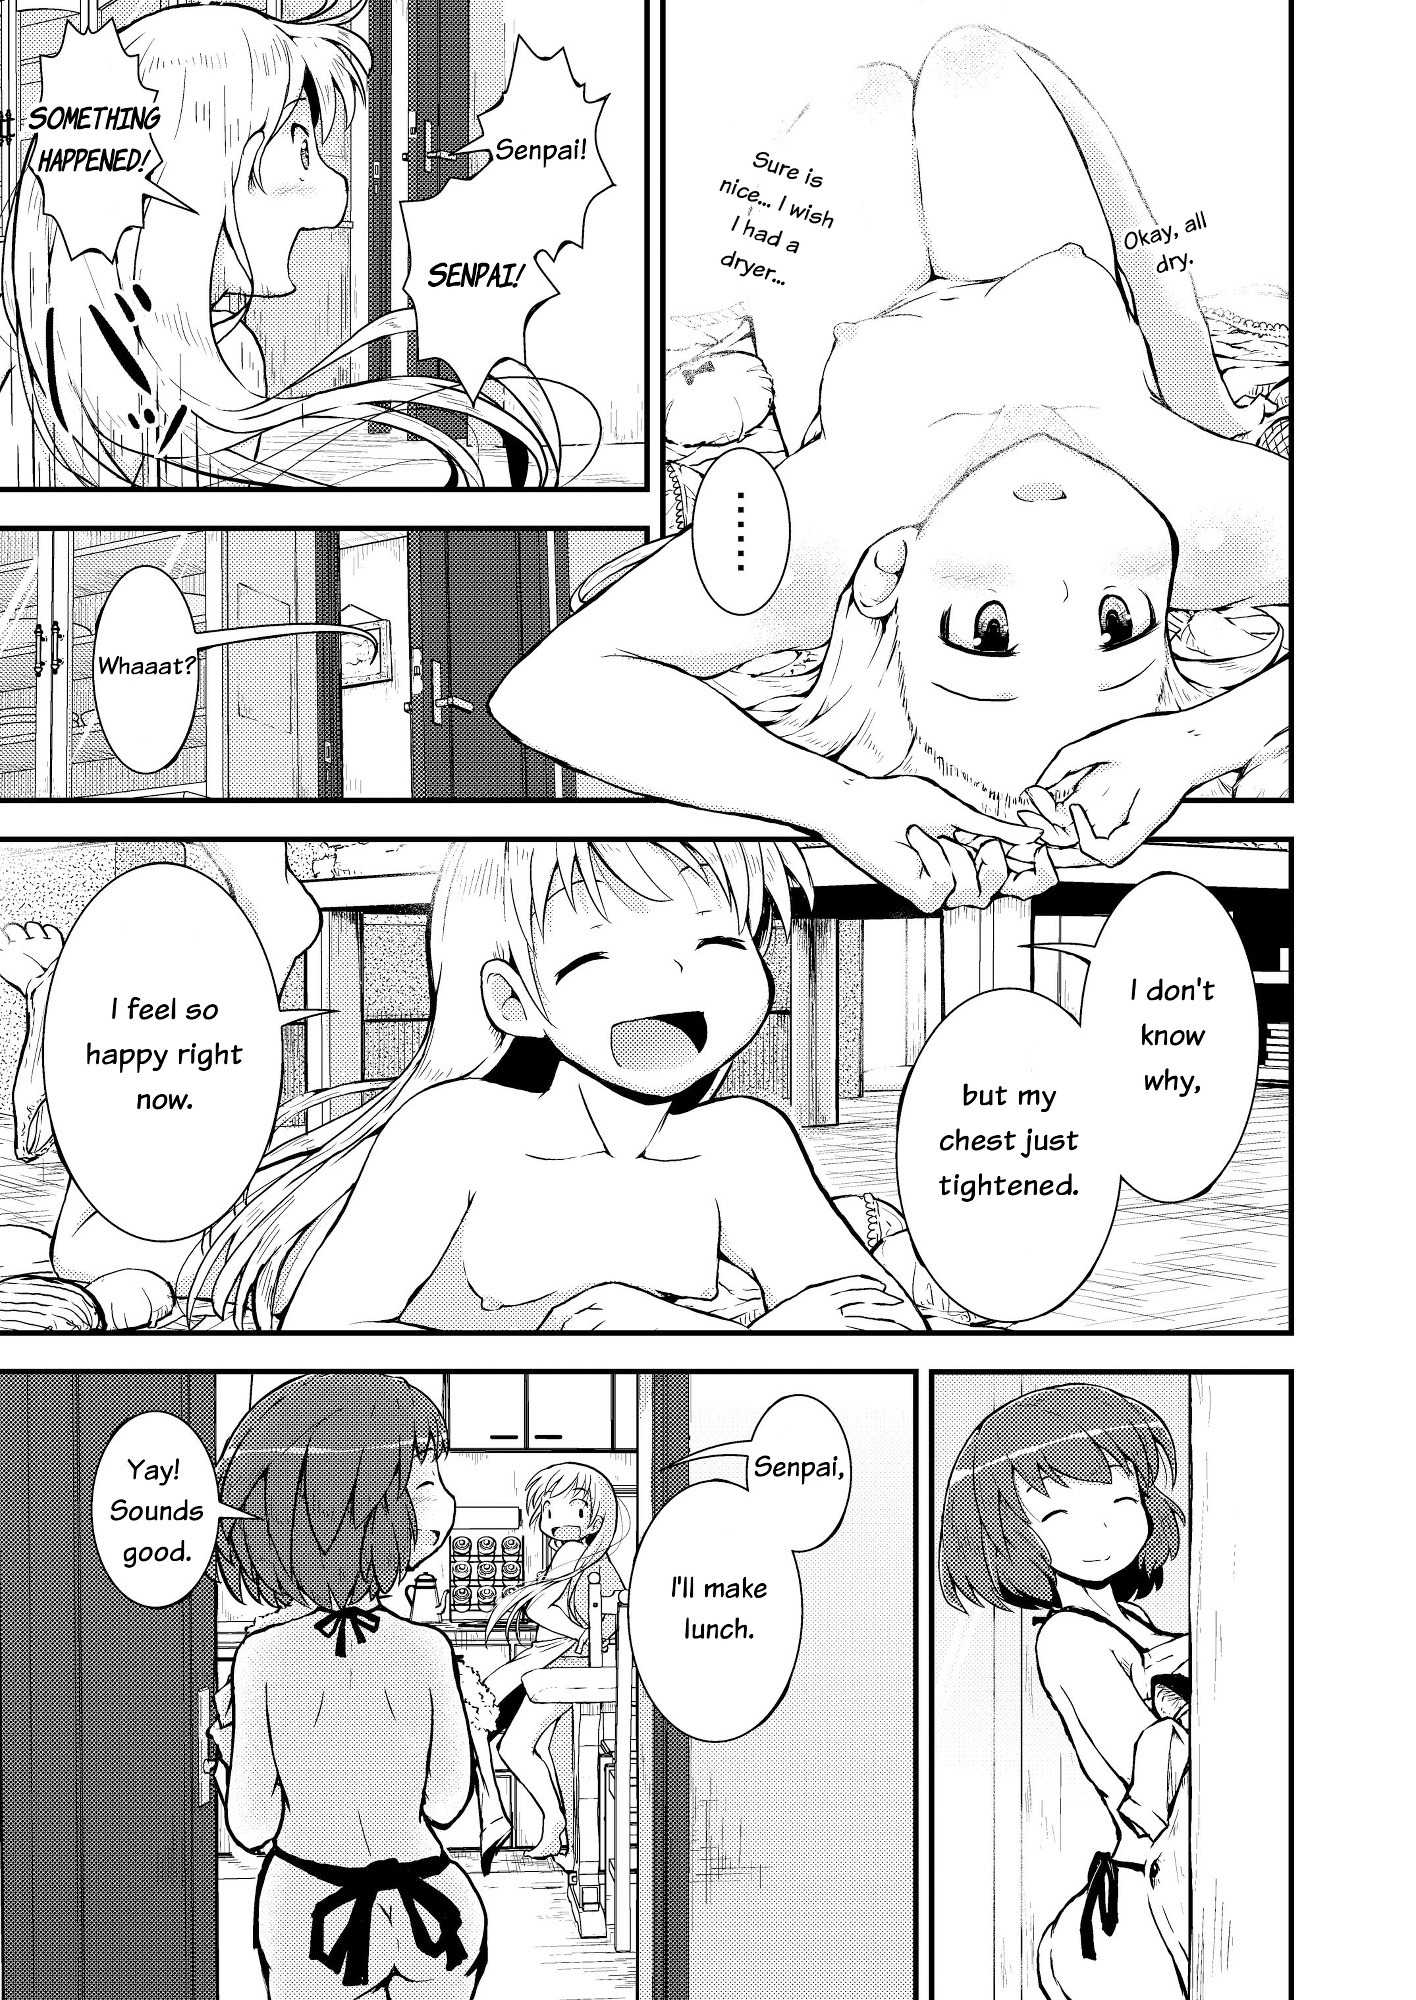 Sure is
nice... I wish
I had a
dryer...
Okay, all
dry.
......
Senpai!
SENPAI!
SOMETHING
HAPPENED!
Whaaat?
I don't
know
why,
but my
chest just
tightened.
I feel so
happy right
now.
Senpai,
I'll make
lunch.
Yay!
Sounds
good.